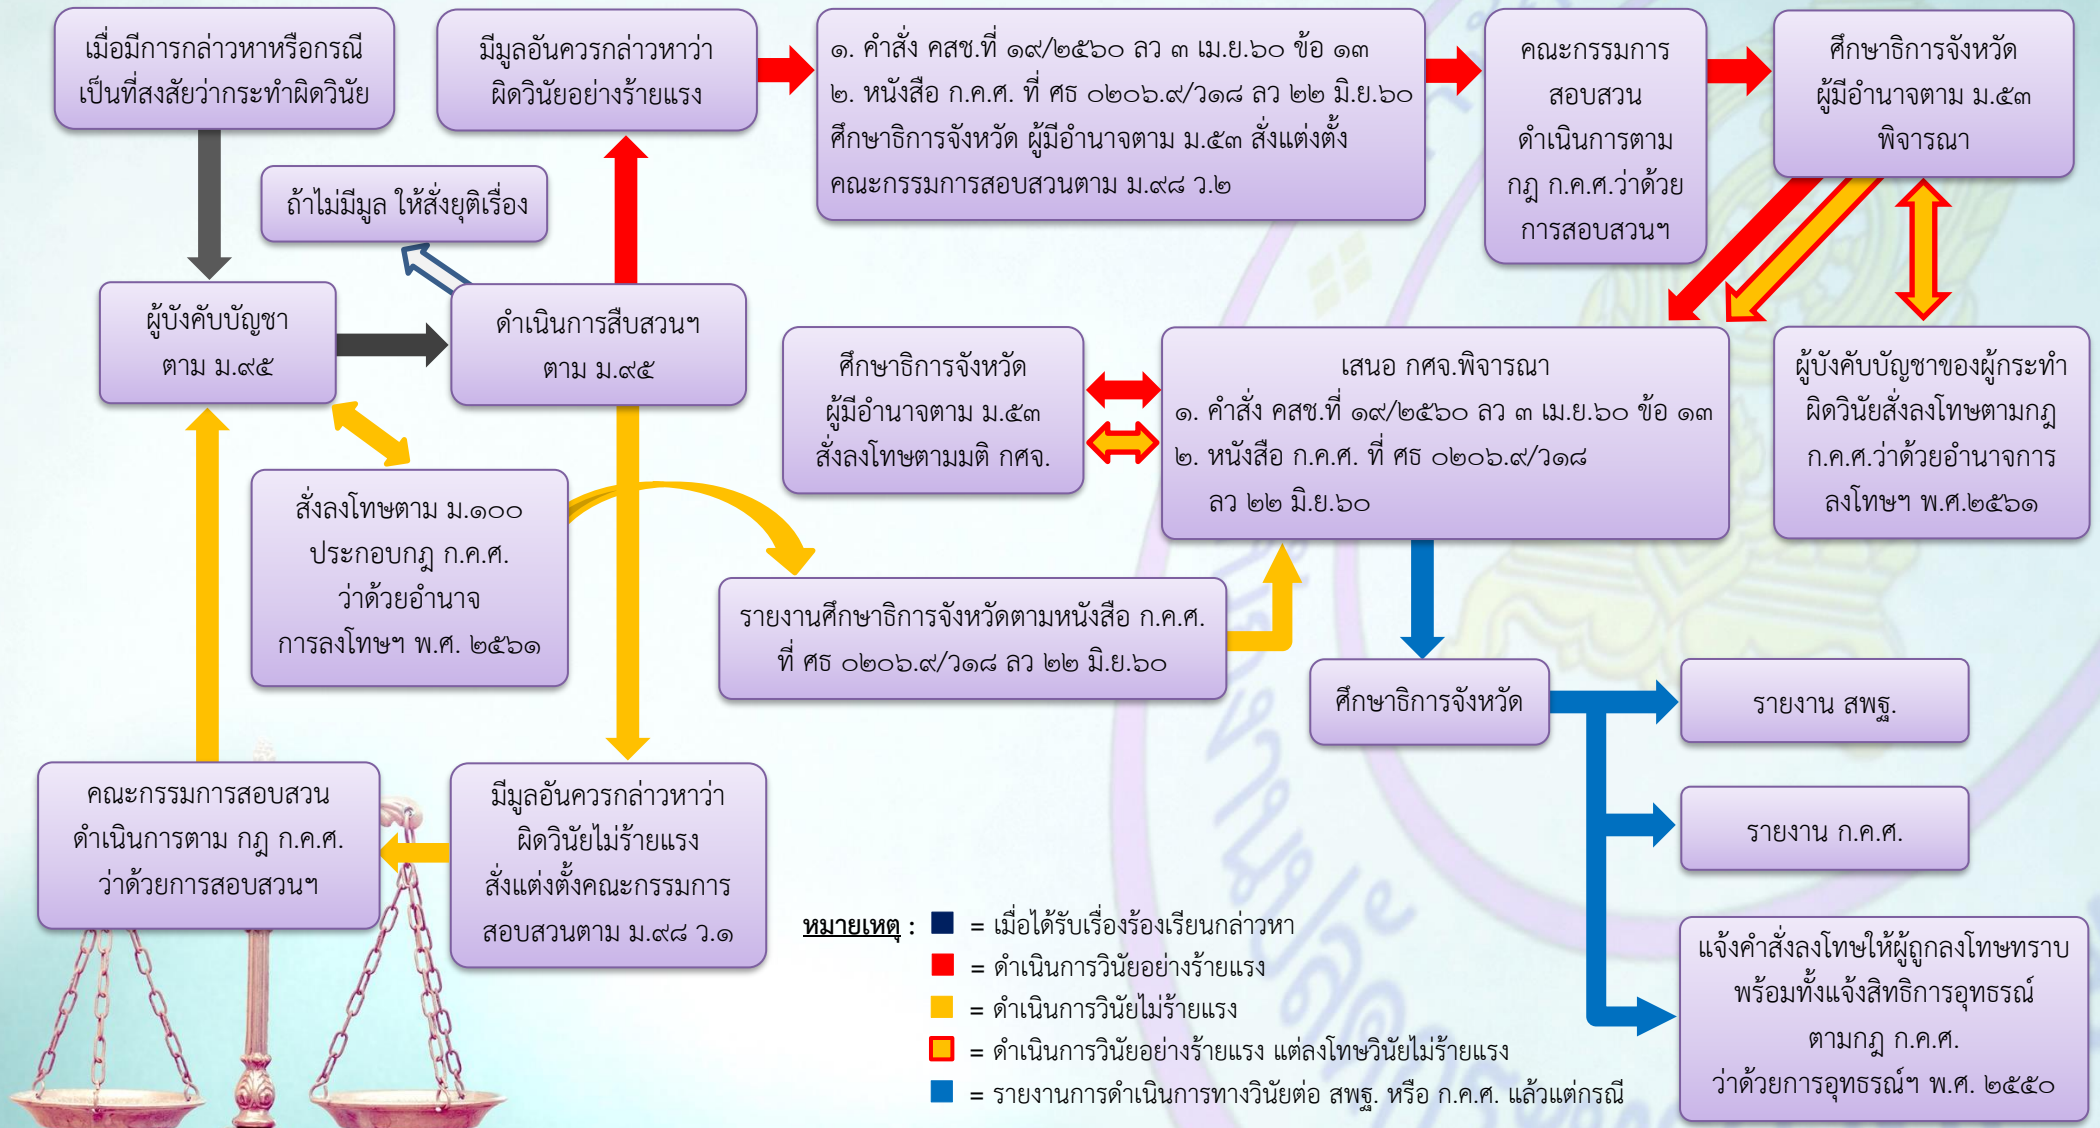 เมื่อมีการกล่าวหาหรือกรณี
เป็นที่สงสัยว่ากระทำผิดวินัย
มีมูลอันควรกล่าวหาว่า
ผิดวินัยอย่างร้ายแรง
๑. คำสั่ง คสช.ที่ ๑๙/๒๕๖๐ ลว ๓ เม.ย.๖๐ ข้อ ๑๓
๒. หนังสือ ก.ค.ศ. ที่ ศธ ๐๒๐๖.๙/ว๑๘ ลว ๒๒ มิ.ย.๖๐
ศึกษาธิการจังหวัด ผู้มีอำนาจตาม ม.๕๓ สั่งแต่งตั้ง
คณะกรรมการสอบสวนตาม ม.๙๘ ว.๒
คณะกรรมการ
สอบสวน
ดำเนินการตาม
กฎ ก.ค.ศ.ว่าด้วย
การสอบสวนฯ
ศึกษาธิการจังหวัด
ผู้มีอำนาจตาม ม.๕๓
พิจารณา
ถ้าไม่มีมูล ให้สั่งยุติเรื่อง
ผู้บังคับบัญชา
ตาม ม.๙๕
ดำเนินการสืบสวนฯ
ตาม ม.๙๕
ศึกษาธิการจังหวัด
ผู้มีอำนาจตาม ม.๕๓
สั่งลงโทษตามมติ กศจ.
เสนอ กศจ.พิจารณา
๑. คำสั่ง คสช.ที่ ๑๙/๒๕๖๐ ลว ๓ เม.ย.๖๐ ข้อ ๑๓
๒. หนังสือ ก.ค.ศ. ที่ ศธ ๐๒๐๖.๙/ว๑๘
ลว ๒๒ มิ.ย.๖๐
ผู้บังคับบัญชาของผู้กระทำ
ผิดวินัยสั่งลงโทษตามกฎ
ก.ค.ศ.ว่าด้วยอำนาจการ
ลงโทษฯ พ.ศ.๒๕๖๑
สั่งลงโทษตาม ม.๑๐๐
ประกอบกฎ ก.ค.ศ.
ว่าด้วยอำนาจ
การลงโทษฯ พ.ศ. ๒๕๖๑
รายงานศึกษาธิการจังหวัดตามหนังสือ ก.ค.ศ.
ที่ ศธ ๐๒๐๖.๙/ว๑๘ ลว ๒๒ มิ.ย.๖๐
ศึกษาธิการจังหวัด
รายงาน สพฐ.
รายงาน ก.ค.ศ.
แจ้งคำสั่งลงโทษให้ผู้ถูกลงโทษทราบ
พร้อมทั้งแจ้งสิทธิการอุทธรณ์
ตามกฎ ก.ค.ศ.
ว่าด้วยการอุทธรณ์ฯ พ.ศ. ๒๕๕๐
คณะกรรมการสอบสวน
ดำเนินการตาม กฎ ก.ค.ศ.
ว่าด้วยการสอบสวนฯ
มีมูลอันควรกล่าวหาว่า
ผิดวินัยไม่ร้ายแรง
สั่งแต่งตั้งคณะกรรมการ
สอบสวนตาม ม.๙๘ ว.๑
หมายเหตุ : = เมื่อได้รับเรื่องร้องเรียนกล่าวหา
= ดำเนินการวินัยอย่างร้ายแรง
= ดำเนินการวินัยไม่ร้ายแรง
= ดำเนินการวินัยอย่างร้ายแรง แต่ลงโทษวินัยไม่ร้ายแรง
= รายงานการดำเนินการทางวินัยต่อ สพฐ. หรือ ก.ค.ศ. แล้วแต่กรณี